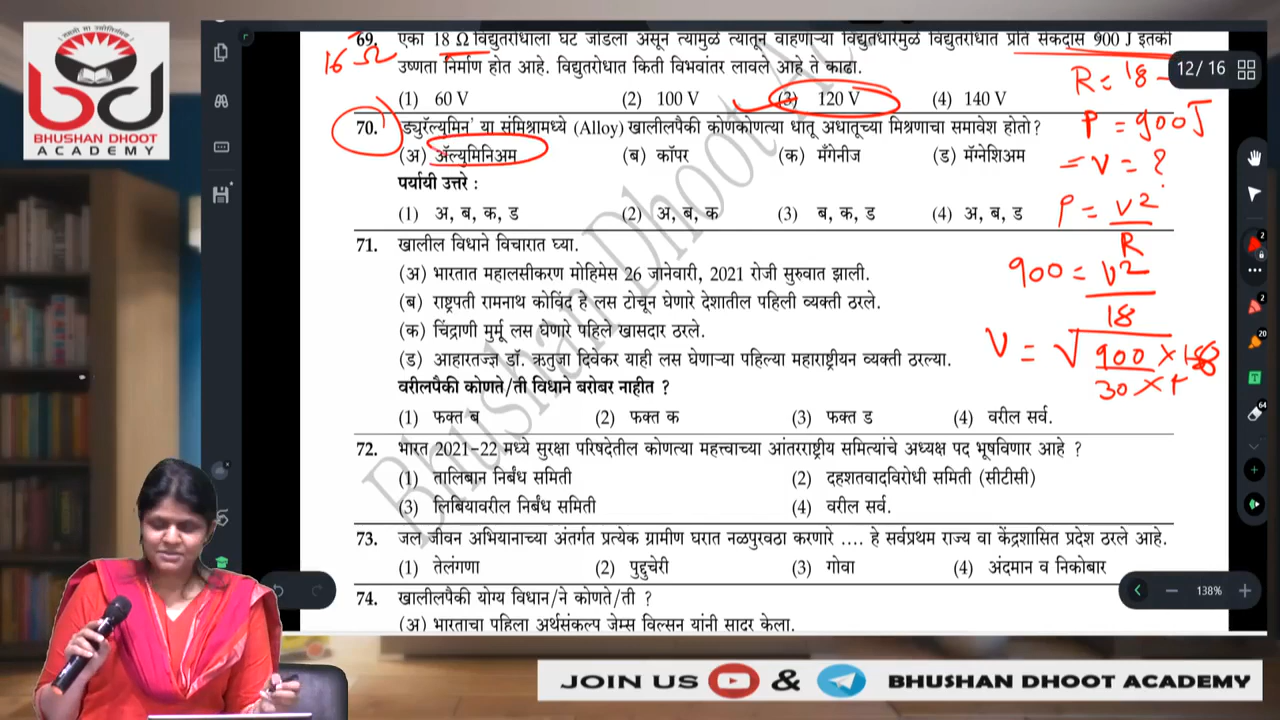 BHUSHAN DHOOT
ACADEMY
69. एका 18 Ω विद्युतरोधाला घट जोडला असून त्यामुळे त्यातून वाहणाऱ्या विद्युतधारेमुळे विद्युतरोधात प्रति सेकंदास 900 J इतकी
उष्णता निर्माण होत आहे. विद्युतरोधात किती विभवांतर लावले आहे ते काढा.
(1) 60 V (2) 100 V (3) 120 V (4) 140 V
70. 'ड्युरॅल्युमिन' या संमिश्रामध्ये (Alloy) खालीलपैकी कोणकोणत्या धातू अधातूच्या मिश्रणाचा समावेश होतो ?
(अ) ॲल्युमिनिअम (ब) कॉपर (क) मँगेनीज (ड) मॅग्नेशिअम
पर्यायी उत्तरे :
(1) अ, ब, क, ड (2) अ, ब, क (3) ब, क, ड (4) अ, ब, ड
71. खालील विधाने विचारात घ्या.
(अ) भारतात महालसीकरण मोहिमेस 26 जानेवारी, 2021 रोजी सुरुवात झाली.
(ब) राष्ट्रपती रामनाथ कोविंद हे लस टोचून घेणारे देशातील पहिली व्यक्ती ठरले.
(क) चिंद्राणी मुर्मू लस घेणारे पहिले खासदार ठरले.
(ड) आहारतज्ज्ञ डॉ. ऋतुजा दिवेकर याही लस घेणाऱ्या पहिल्या महाराष्ट्रीयन व्यक्ती ठरल्या.
वरीलपैकी कोणते/ती विधाने बरोबर नाहीत ?
(1) फक्त ब (2) फक्त क (3) फक्त ड (4) वरील सर्व.
72. भारत 2021-22 मध्ये सुरक्षा परिषदेतील कोणत्या महत्त्वाच्या आंतरराष्ट्रीय समित्यांचे अध्यक्ष पद भूषविणार आहे ?
(1) तालिबान निर्बंध समिती (2) दहशतवादविरोधी समिती (सीटीसी)
(3) लिबियावरील निर्बंध समिती (4) वरील सर्व.
73. जल जीवन अभियानाच्या अंतर्गत प्रत्येक ग्रामीण घरात नळपुरवठा करणारे .... हे सर्वप्रथम राज्य वा केंद्रशासित प्रदेश ठरले आहे.
(1) तेलंगणा (2) पुद्दुचेरी (3) गोवा (4) अंदमान व निकोबार
74. खालीलपैकी योग्य विधान/ने कोणते/ती ?
(अ) भारताचा पहिला अर्थसंकल्प जेम्स विल्सन यांनी सादर केला.
12 / 16
R = 18
P = 900J
= V = ?
P = V2
R
900 = V2
18
V = √ 900 ×
30 ×
138%
JOIN US & BHUSHAN DHOOT ACADEMY